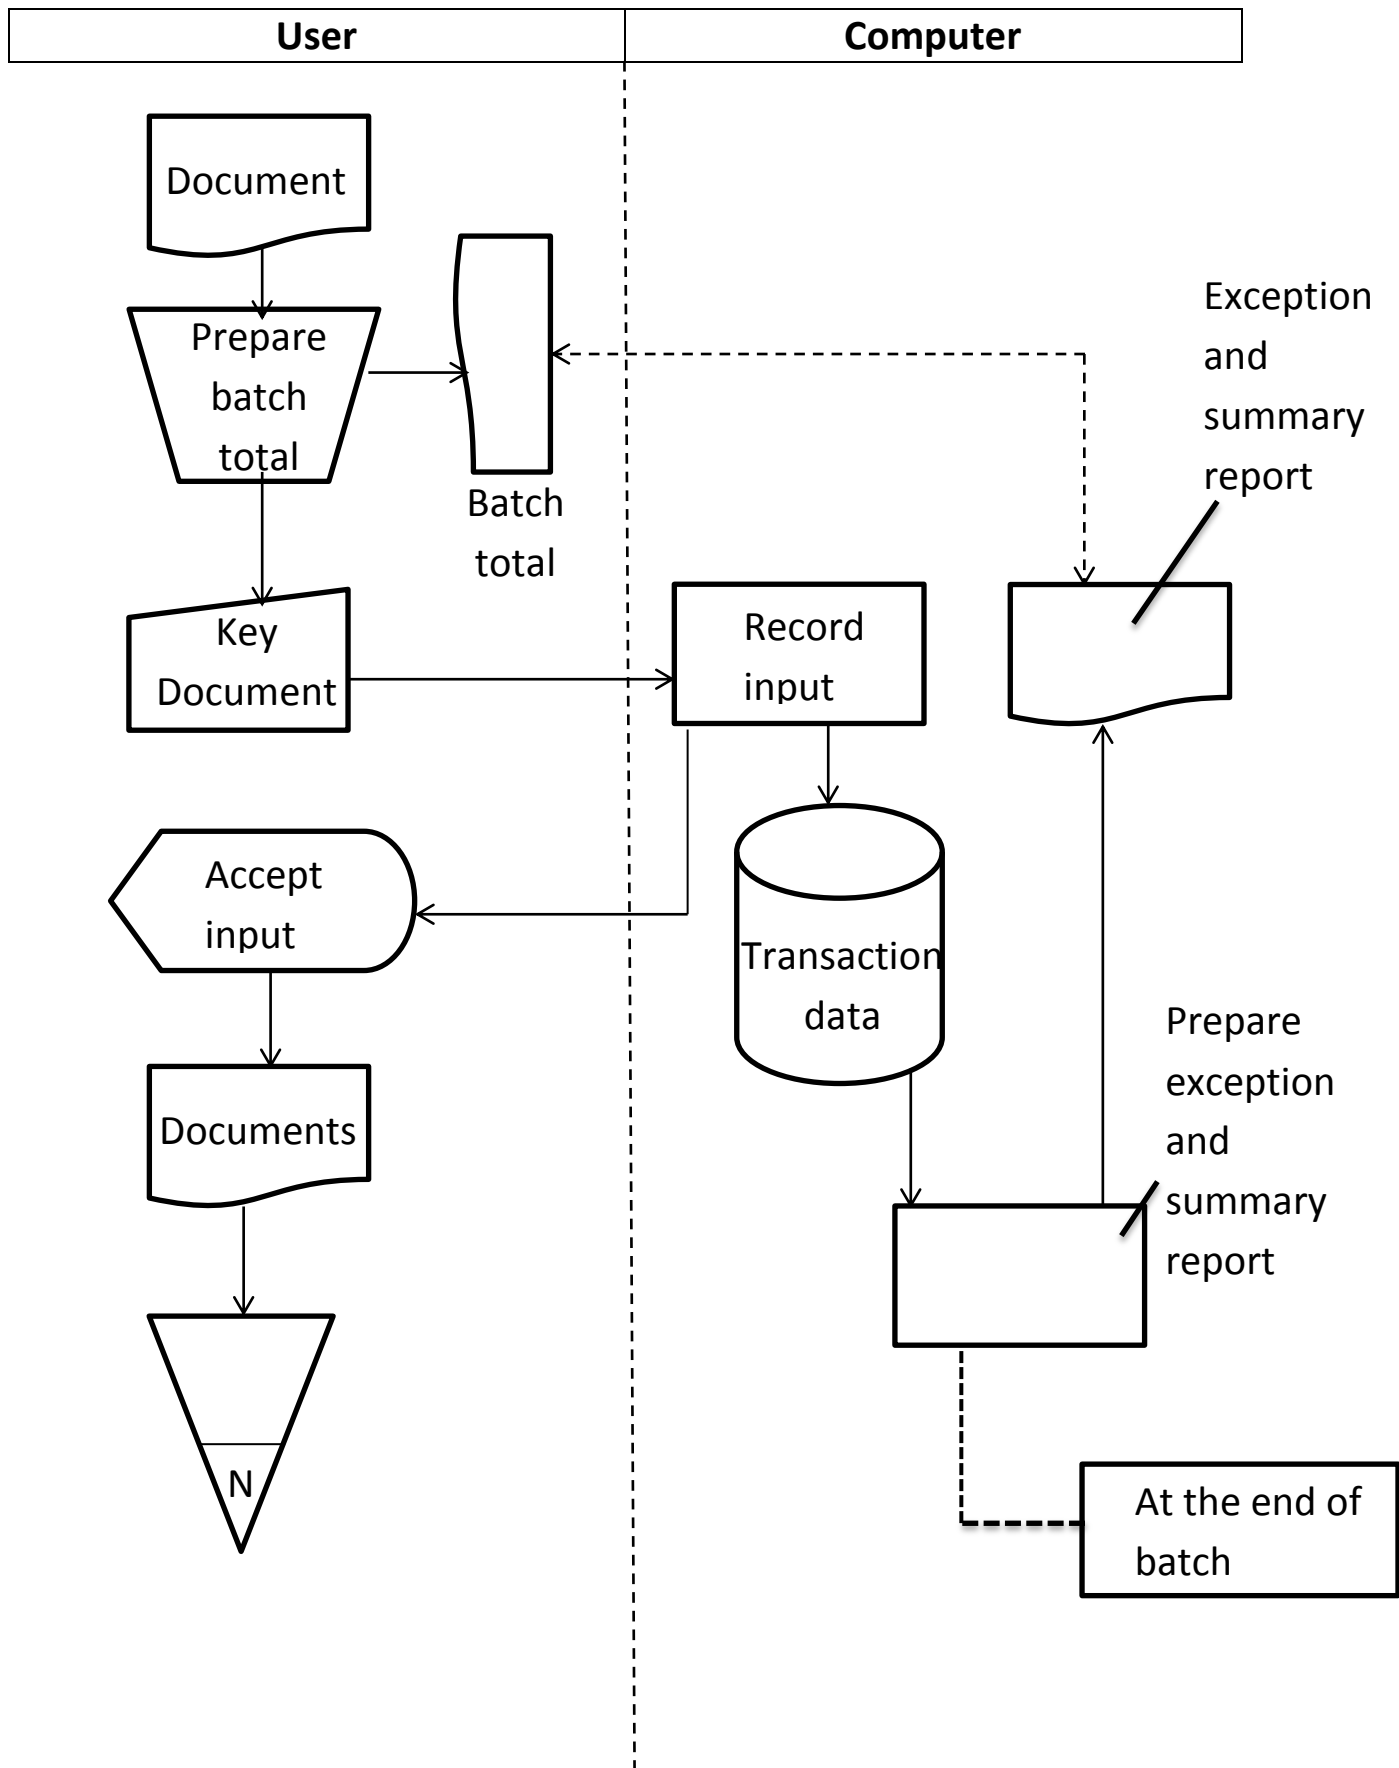 User
Computer
Document
Prepare
batch
total
Batch
total
Exception
and
summary
report
Key
Document
Record
input
Accept
input
Transaction
data
Documents
Prepare
exception
and
summary
report
N
At the end of
batch